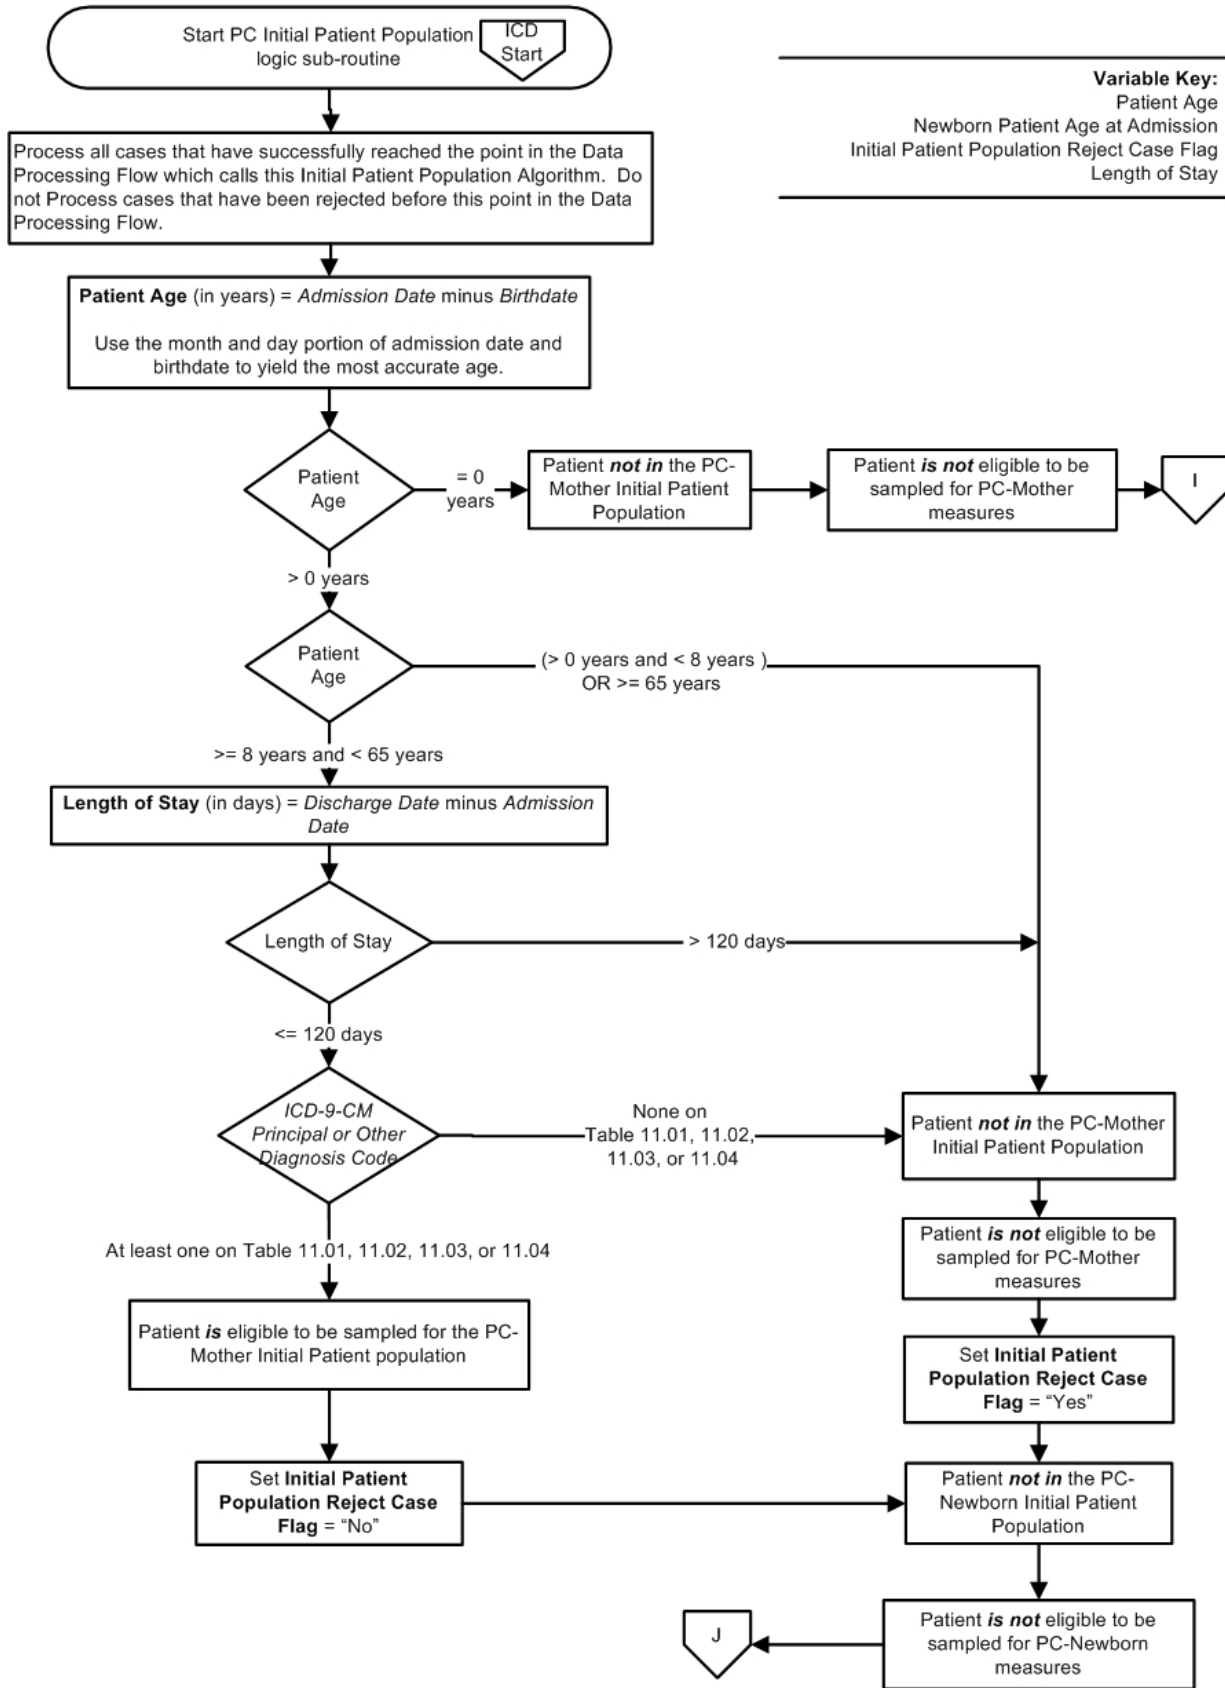 Start PC Initial Patient Population
logic sub-routine
ICD
Start
Variable Key:
Patient Age
Newborn Patient Age at Admission
Initial Patient Population Reject Case Flag
Length of Stay
Process all cases that have successfully reached the point in the Data
Processing Flow which calls this Initial Patient Population Algorithm.  Do
not Process cases that have been rejected before this point in the Data
Processing Flow.
Patient Age (in years) = Admission Date minus Birthdate
Use the month and day portion of admission date and
birthdate to yield the most accurate age.
Patient
Age
= 0
years
Patient not in the PC-
Mother Initial Patient
Population
Patient is not eligible to be
sampled for PC-Mother
measures
I
> 0 years
Patient
Age
(> 0 years and < 8 years )
OR >= 65 years
>= 8 years and < 65 years
Length of Stay (in days) = Discharge Date minus Admission
Date
Length of Stay
> 120 days
<= 120 days
ICD-9-CM
Principal or Other
Diagnosis Code
None on
Table 11.01, 11.02,
11.03, or 11.04
Patient not in the PC-Mother
Initial Patient Population
At least one on Table 11.01, 11.02, 11.03, or 11.04
Patient is not eligible to be
sampled for PC-Mother
measures
Patient is eligible to be sampled for the PC-
Mother Initial Patient population
Set Initial Patient
Population Reject Case
Flag = “Yes”
Set Initial Patient
Population Reject Case
Flag = “No”
Patient not in the PC-
Newborn Initial Patient
Population
Patient is not eligible to be
sampled for PC-Newborn
measures
J